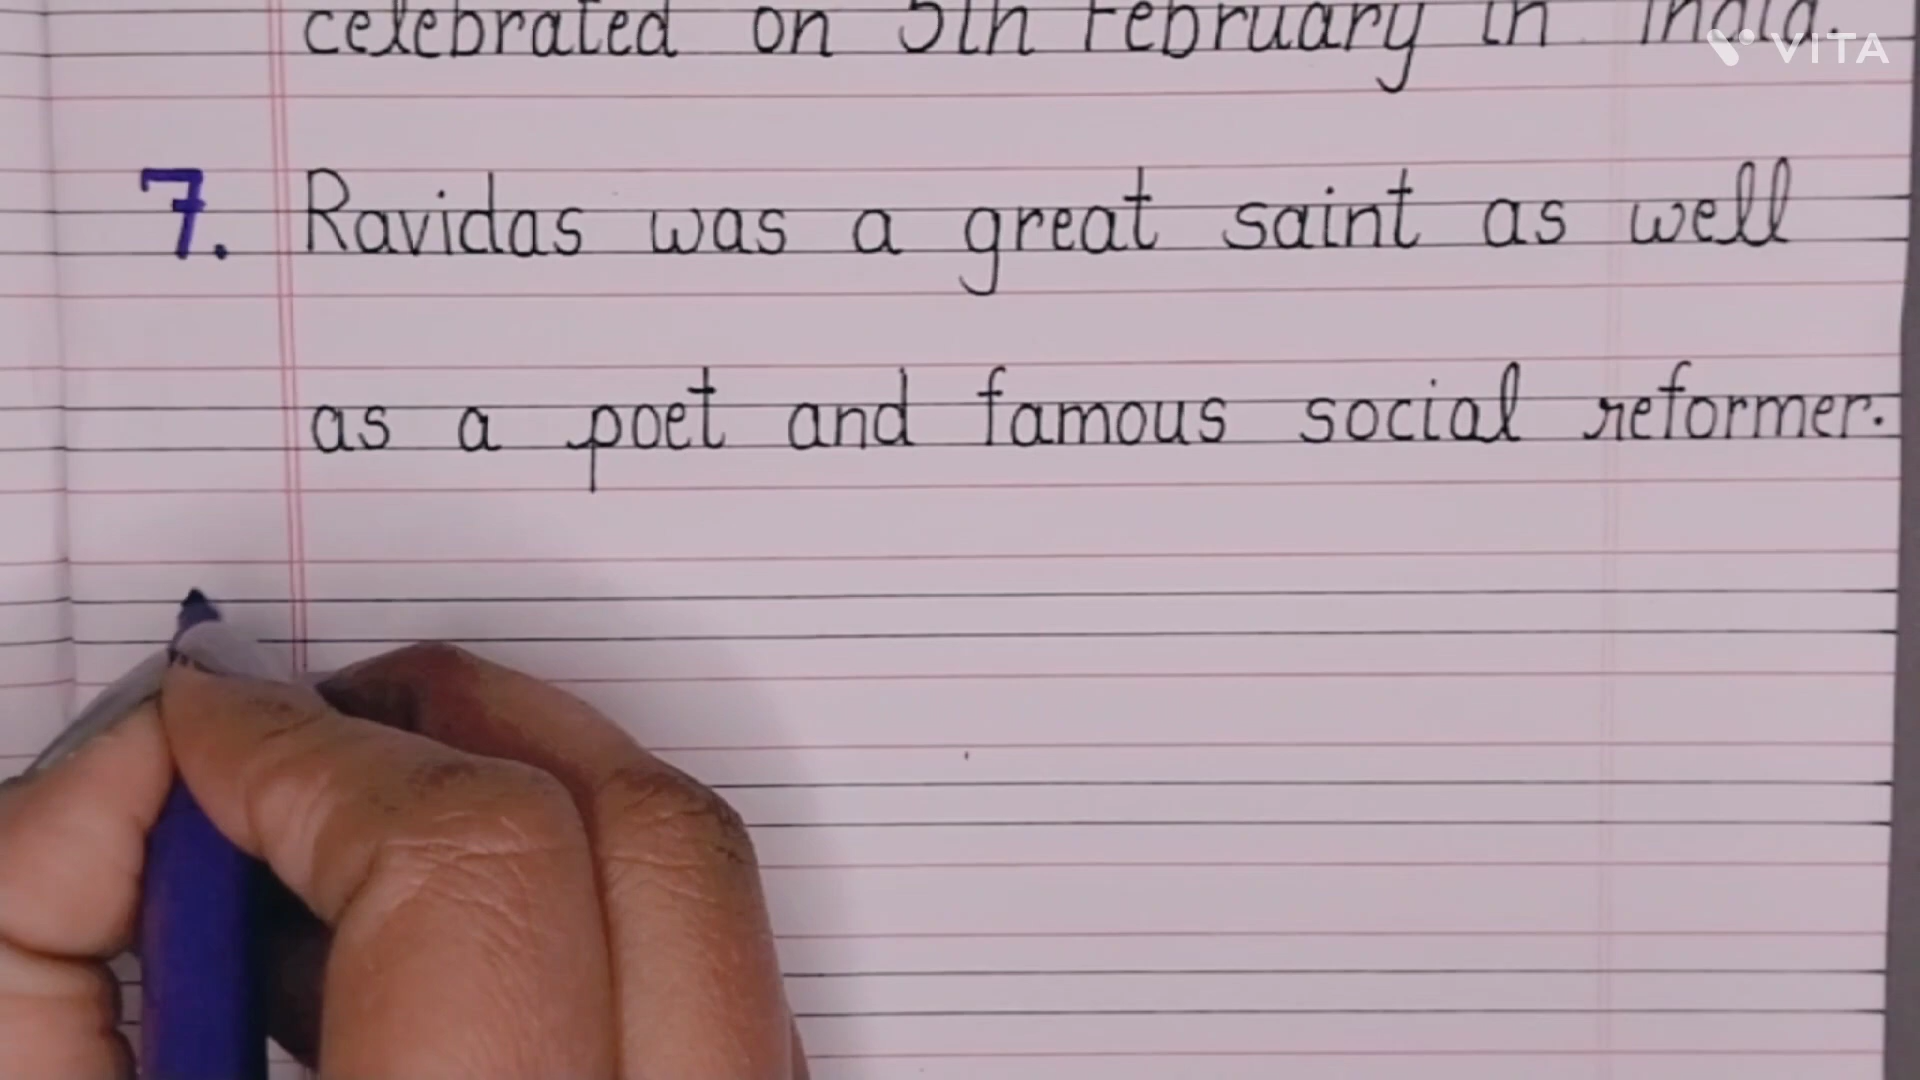 celebrated on 5th February in India.
VITA
7. Ravidas was a great saint as well
as a poet and famous social reformer.